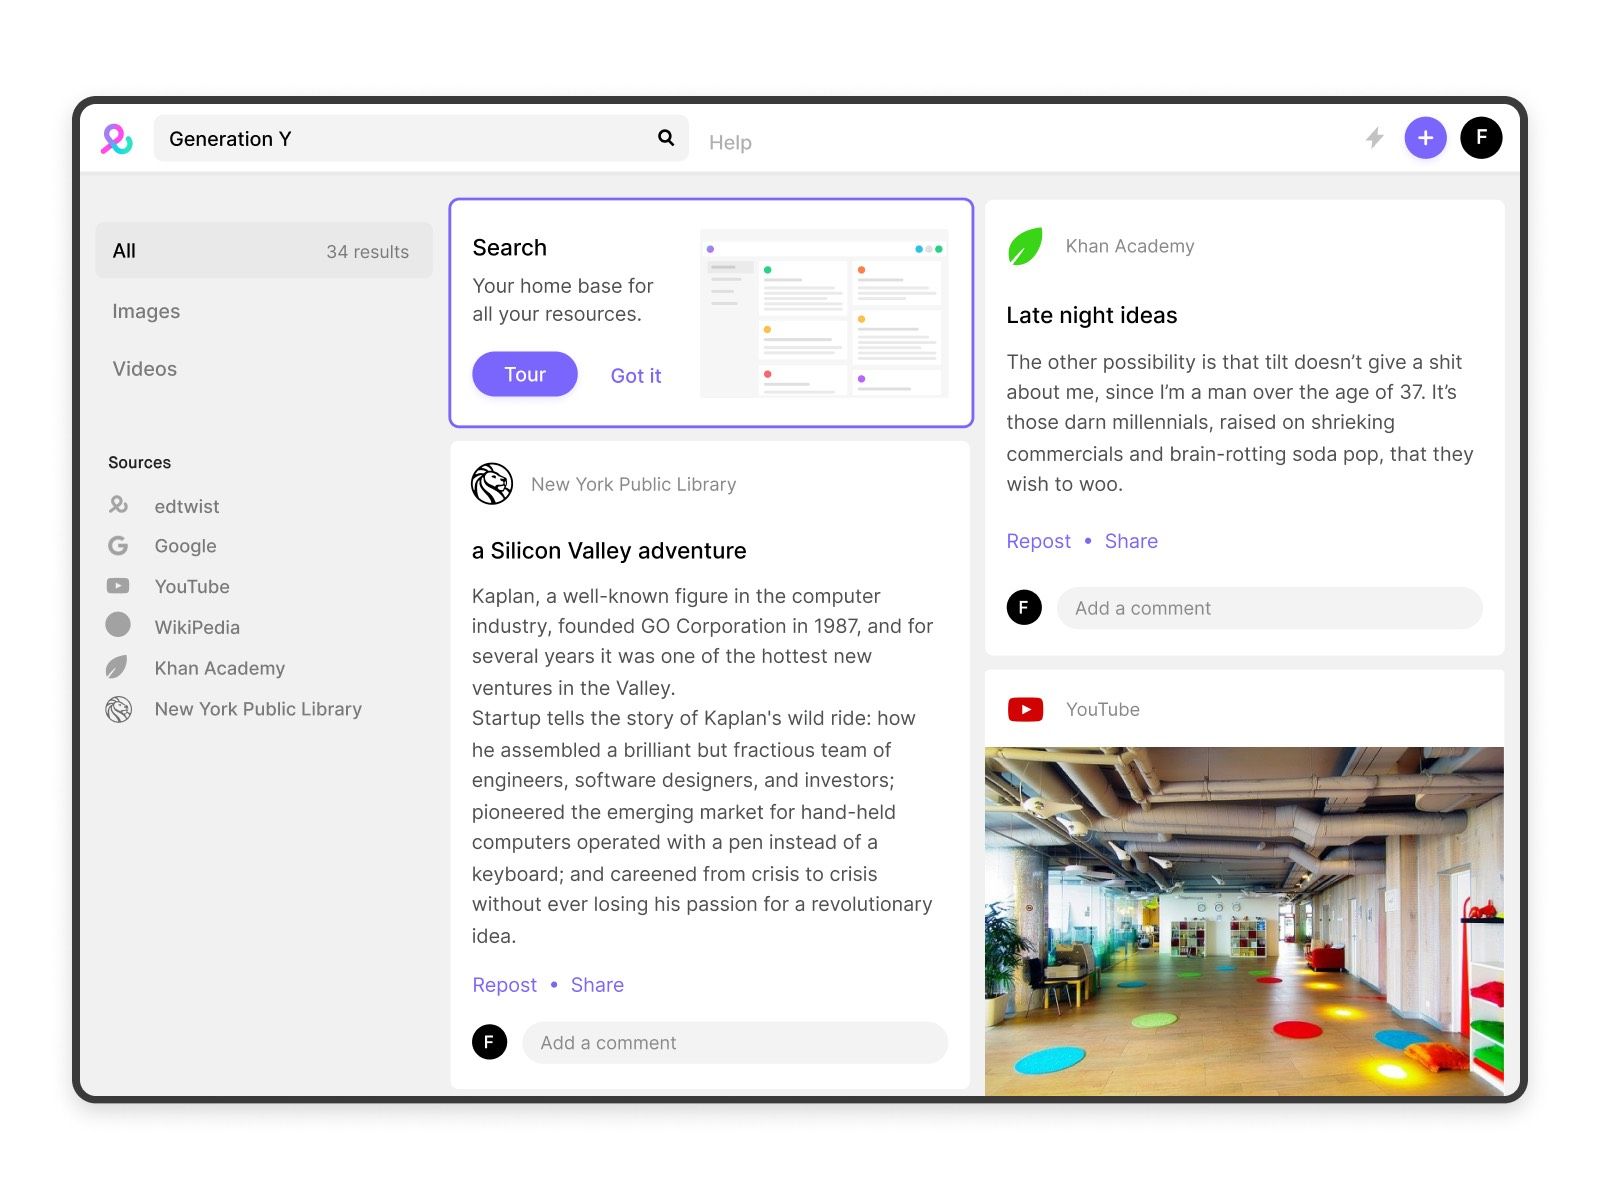 Generation Y
Help
F
All
34 results
Images
Videos
Sources
edtwist
Google
YouTube
WikiPedia
Khan Academy
New York Public Library
Search
Your home base for
all your resources.
Tour
Got it
New York Public Library
a Silicon Valley adventure
Kaplan, a well-known figure in the computer
industry, founded GO Corporation in 1987, and for
several years it was one of the hottest new
ventures in the Valley.
Startup tells the story of Kaplan's wild ride: how
he assembled a brilliant but fractious team of
engineers, software designers, and investors;
pioneered the emerging market for hand-held
computers operated with a pen instead of a
keyboard; and careened from crisis to crisis
without ever losing his passion for a revolutionary
idea.
Repost • Share
F
Add a comment
Khan Academy
Late night ideas
The other possibility is that tilt doesn’t give a shit
about me, since I’m a man over the age of 37. It’s
those darn millennials, raised on shrieking
commercials and brain-rotting soda pop, that they
wish to woo.
Repost • Share
F
Add a comment
YouTube